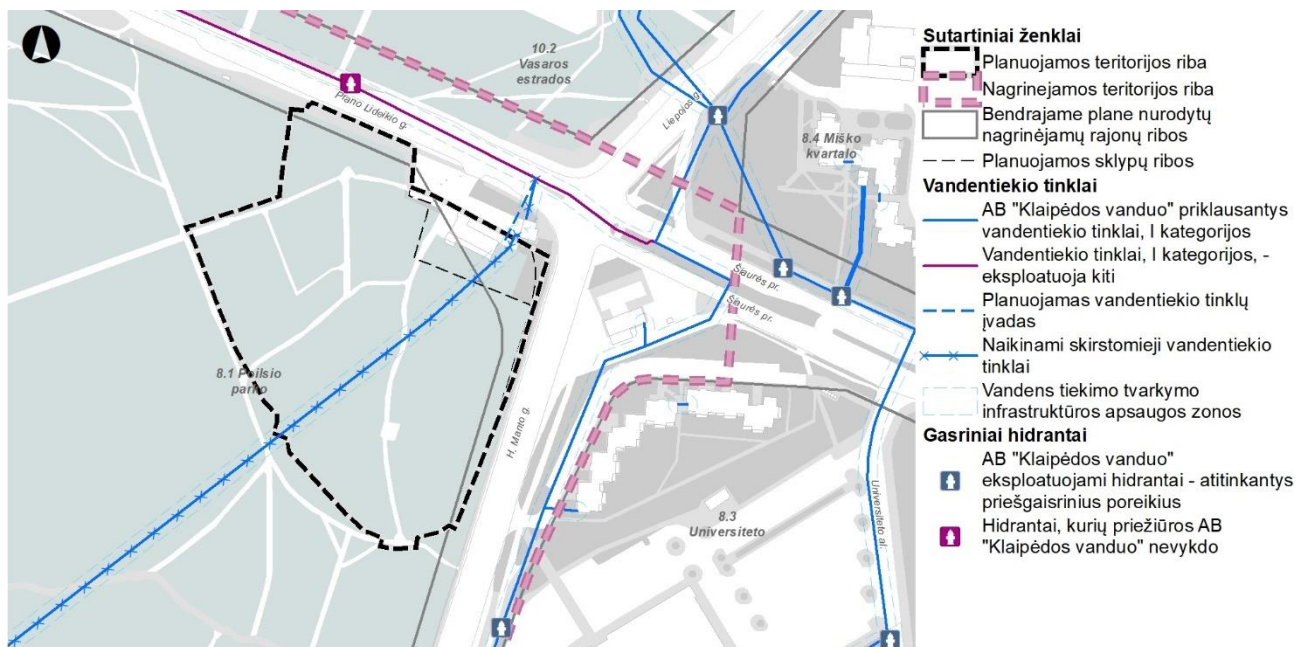 10.2
Vasaros
estrados
Liepojos g.
Plano Lideikio g.
8.4 Miško
kvartalo
Šiaurės pr.
Šiaurės pr.
8.1 Poilsio
parko
H. Manto g.
8.3
Universiteto
Universiteto al.
Sutartiniai ženklai
Planuojamos teritorijos riba
Nagrinejamos teritorijos riba
Bendrajame plane nurodytų
nagrinėjamų rajonų ribos
Planuojamos sklypų ribos
Vandentiekio tinklai
AB "Klaipėdos vanduo" priklausantys
vandentiekio tinklai, I kategorijos
Vandentiekio tinklai, I kategorijos, -
eksploatuoja kiti
Planuojamas vandentiekio tinklų
įvadas
Naikinami skirstomieji vandentiekio
tinklai
Vandens tiekimo tvarkymo
infrastruktūros apsaugos zonos
Gasriniai hidrantai
AB "Klaipėdos vanduo"
eksploatuojami hidrantai - atitinkantys
priešgaisrinius poreikius
Hidrantai, kurių priežiūros AB
"Klaipėdos vanduo" nevykdo